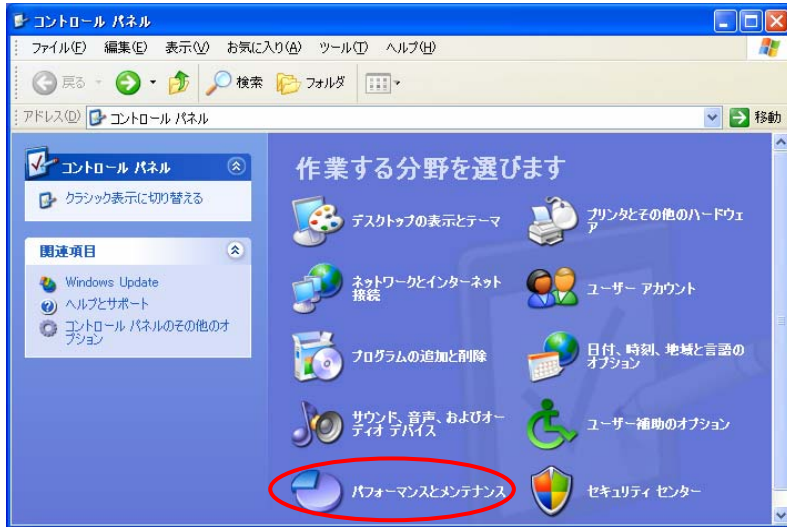 コントロール パネル
ファイル(F) 編集(E) 表示(V) お気に入り(A) ツール(T) ヘルプ(H)
戻る 検索 フォルダ
アドレス(D) コントロール パネル 移動
コントロール パネル
クラシック表示に切り替える
関連項目
Windows Update
ヘルプとサポート
コントロール パネルのその他のオ
プション
作業する分野を選びます
デスクトップの表示とテーマ
プリンタとその他のハードウェ
ア
ネットワークとインターネット
接続
ユーザー アカウント
プログラムの追加と削除
日付、時刻、地域と言語の
オプション
サウンド、音声、およびオー
ディオ デバイス
ユーザー補助のオプション
パフォーマンスとメンテナンス
セキュリティ センター